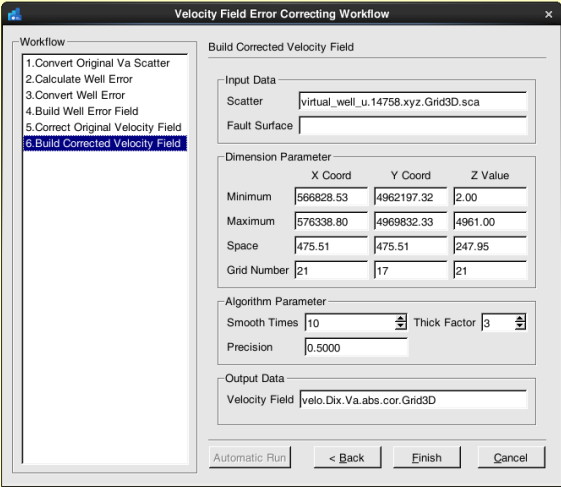 Velocity Field Error Correcting Workflow
Workflow
1.Convert Original Va Scatter
2.Calculate Well Error
3.Convert Well Error
4.Build Well Error Field
5.Correct Original Velocity Field
6.Build Corrected Velocity Field
Build Corrected Velocity Field
Input Data
Scatter virtual_well_u.14758.xyz.Grid3D.sca
Fault Surface
Dimension Parameter
X Coord Y Coord Z Value
Minimum 566828.53 4962197.32 2.00
Maximum 576338.80 4969832.33 4961.00
Space 475.51 475.51 247.95
Grid Number 21 17 21
Algorithm Parameter
Smooth Times 10 Thick Factor 3
Precision 0.5000
Output Data
Velocity Field velo.Dix.Va.abs.cor.Grid3D
Automatic Run < Back Finish Cancel